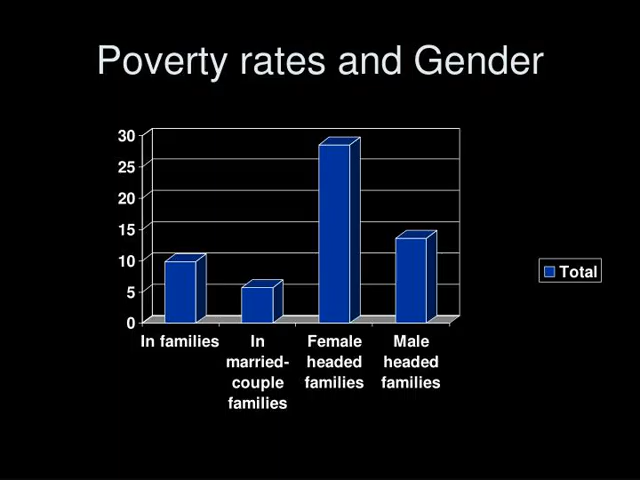 Poverty rates and Gender
30
25
20
15
10
5
0
Total
In families
In
married-
couple
families
Female
headed
families
Male
headed
families